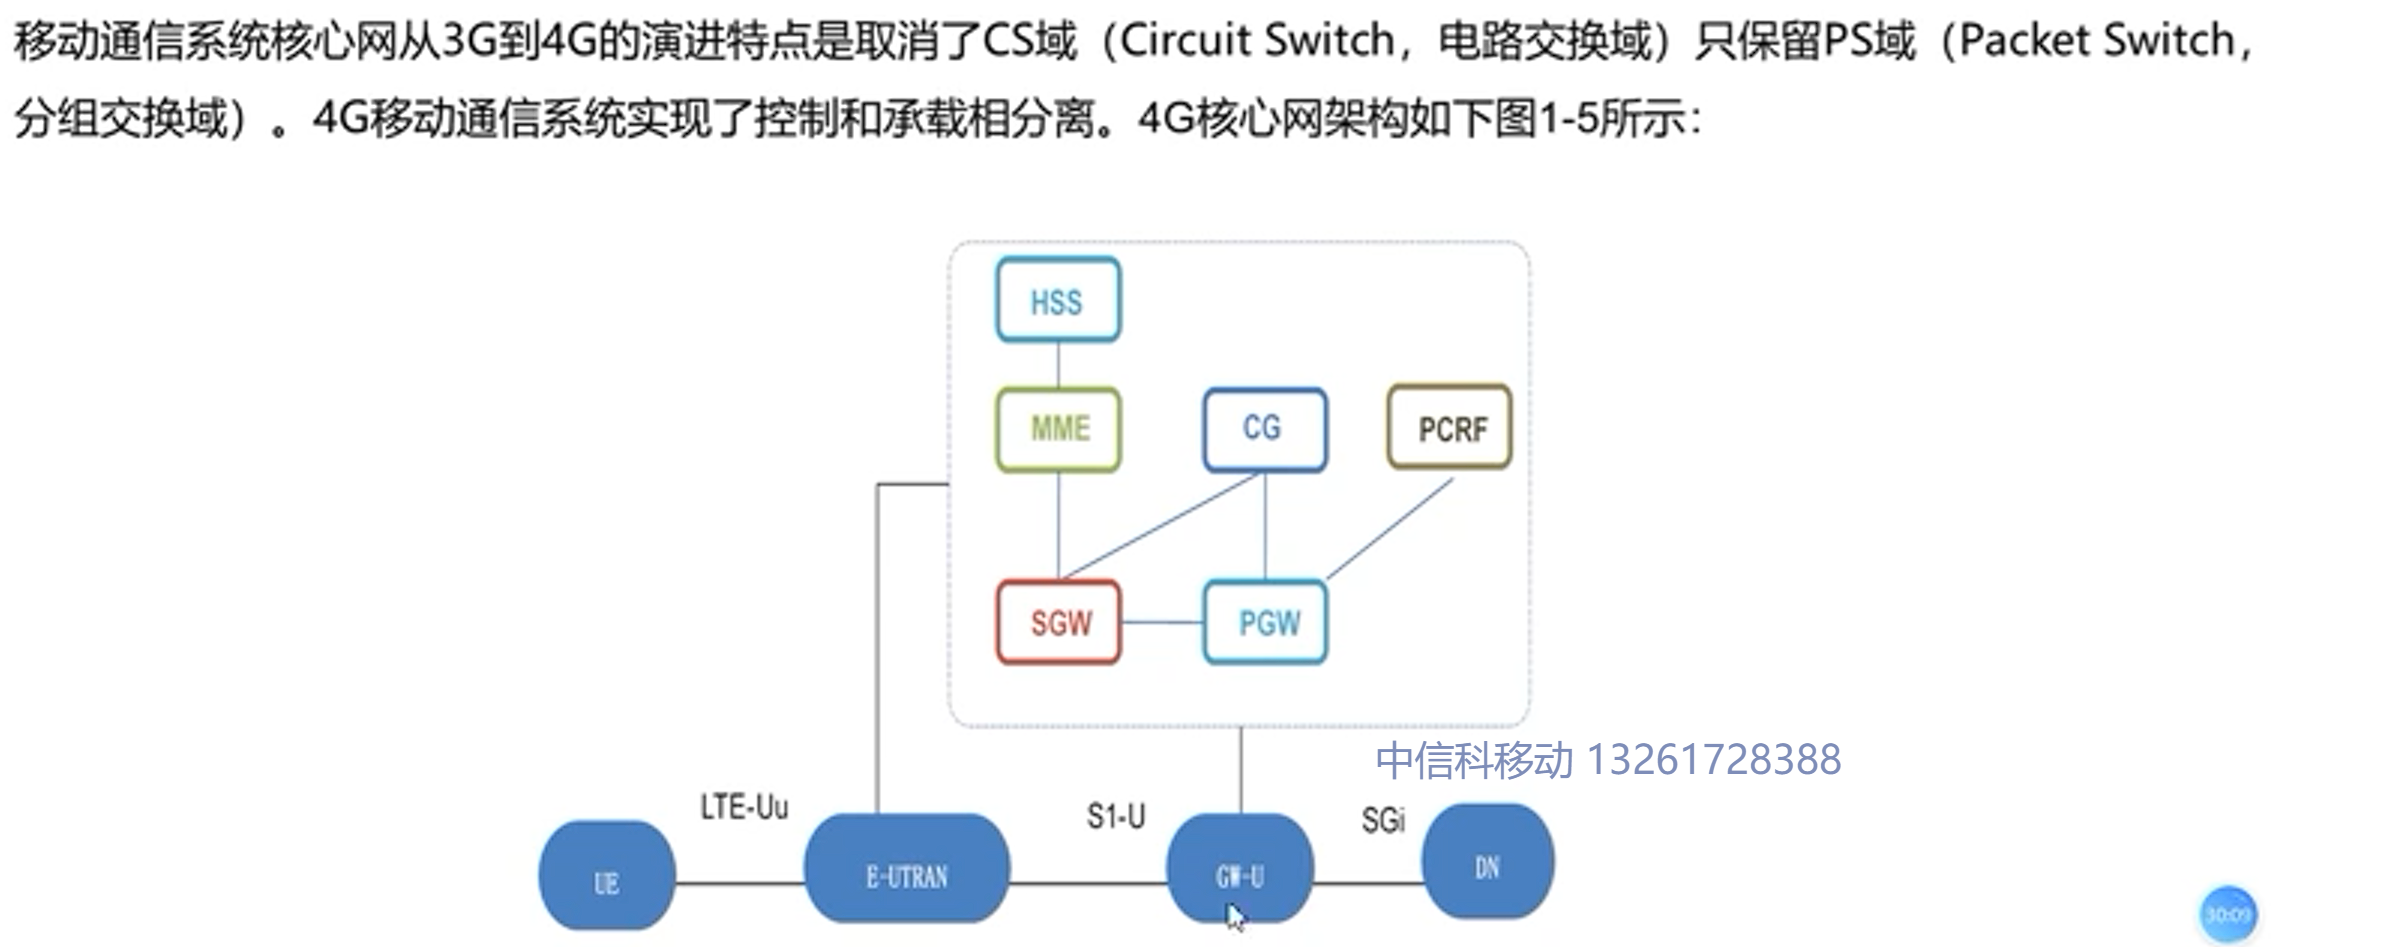 移动通信系统核心网从3G到4G的演进特点是取消了CS域（Circuit Switch，电路交换域）只保留PS域（Packet Switch，
分组交换域）。4G移动通信系统实现了控制和承载相分离。4G核心网架构如下图1-5所示：
HSS
MME
CG
PCRF
SGW
PGW
中信科移动 13261728388
LTE-Uu
S1-U
SGi
UE
E-UTRAN
GW-U
DN
30:09